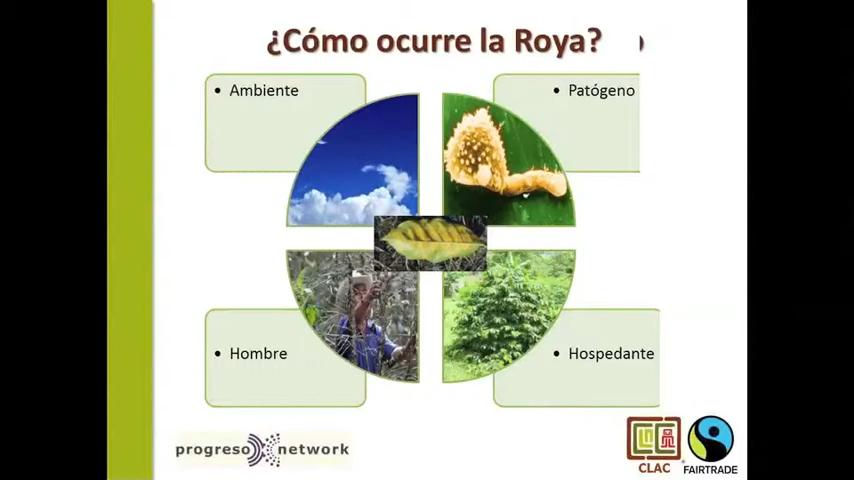 ¿Cómo ocurre la Roya?
• Ambiente
• Patógeno
• Hombre
• Hospedante
progreso network
CLAC
FAIRTRADE